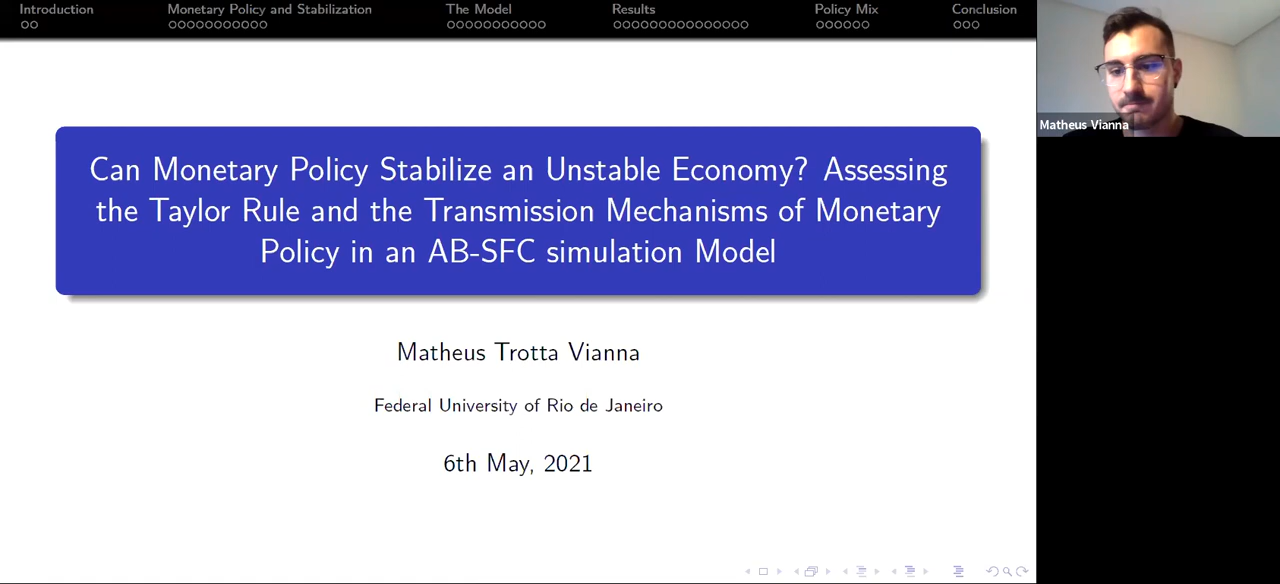 Introduction
Monetary Policy and Stabilization
The Model
Results
Policy Mix
Conclusion
Matheus Vianna
Can Monetary Policy Stabilize an Unstable Economy? Assessing
the Taylor Rule and the Transmission Mechanisms of Monetary
Policy in an AB-SFC simulation Model
Matheus Trotta Vianna
Federal University of Rio de Janeiro
6th May, 2021